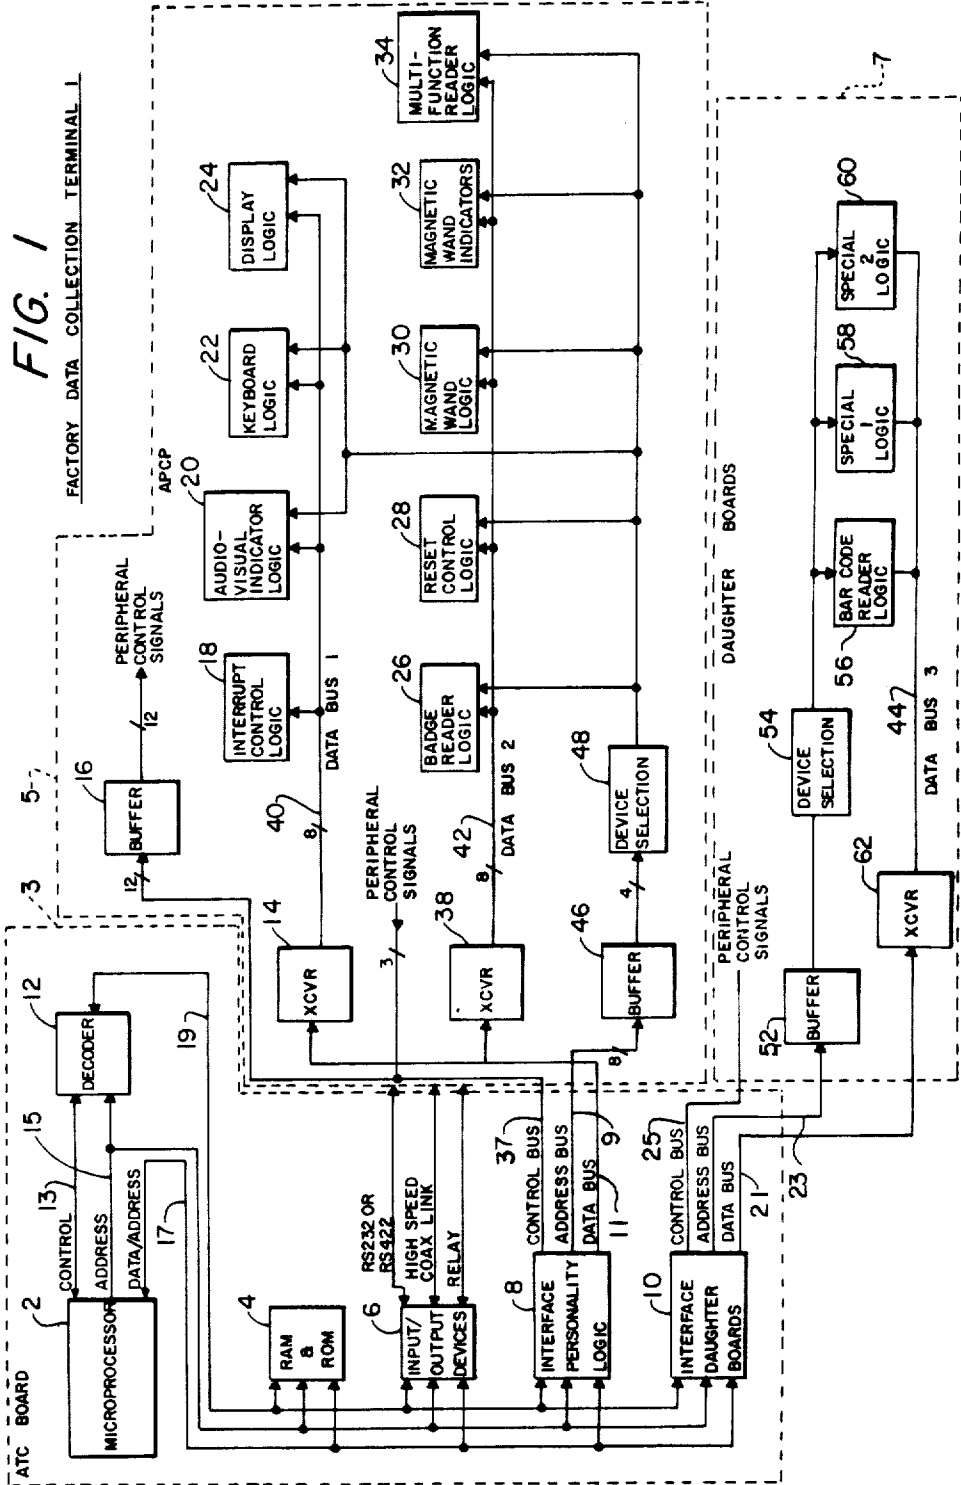 FIG. 1
FACTORY DATA COLLECTION TERMINAL 1
ATC BOARD
3
5
2
MICROPROCESSOR
CONTROL
13
ADDRESS
15
DATA/ADDRESS
17
12
DECODER
19
4
RAM
&
ROM
6
INPUT/
OUTPUT
DEVICES
RS232 OR
RS422
HIGH SPEED
COAX LINK
RELAY
8
INTERFACE
PERSONALITY
LOGIC
CONTROL BUS
37
ADDRESS BUS
9
DATA BUS
11
10
INTERFACE
DAUGHTER
BOARDS
CONTROL BUS
25
ADDRESS BUS
DATA BUS
21
23
APCP
16
BUFFER
12
12
PERIPHERAL
CONTROL
SIGNALS
14
XCVR
40
8
DATA BUS 1
18
INTERRUPT
CONTROL
LOGIC
20
AUDIO-
VISUAL
INDICATOR
LOGIC
22
KEYBOARD
LOGIC
24
DISPLAY
LOGIC
3
PERIPHERAL
CONTROL
SIGNALS
38
XCVR
42
8
DATA BUS 2
26
BADGE
READER
LOGIC
28
RESET
CONTROL
LOGIC
30
MAGNETIC
WAND
LOGIC
32
MAGNETIC
WAND
INDICATORS
34
MULTI-
FUNCTION
READER
LOGIC
46
BUFFER
8
4
48
DEVICE
SELECTION
DAUGHTER BOARDS
7
PERIPHERAL
CONTROL
SIGNALS
52
BUFFER
54
DEVICE
SELECTION
56
BAR CODE
READER
LOGIC
58
SPECIAL
1
LOGIC
60
SPECIAL
2
LOGIC
62
XCVR
44
DATA BUS 3